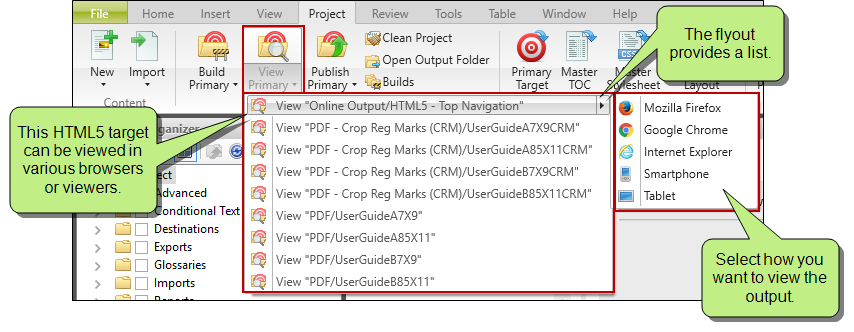 File Home Insert View Project Review Tools Table Window Help
The flyout
provides a list.
New
Import
Content
Build
Primary
View
Primary
Publish
Primary
Clean Project
Open Output Folder
Builds
Primary
Target
Master
TOC
Stylesheet
Layout
View "Online Output/HTML5 - Top Navigation"
View "PDF - Crop Reg Marks (CRM)/UserGuideA7X9CRM"
View "PDF - Crop Reg Marks (CRM)/UserGuideA85X11CRM"
View "PDF - Crop Reg Marks (CRM)/UserGuideB7X9CRM"
View "PDF - Crop Reg Marks (CRM)/UserGuideB85X11CRM"
View "PDF/UserGuideA7X9"
View "PDF/UserGuideA85X11"
View "PDF/UserGuideB7X9"
View "PDF/UserGuideB85X11"
Mozilla Firefox
Google Chrome
Internet Explorer
Smartphone
Tablet
This HTML5 target
can be viewed in
various browsers
or viewers.
Advanced
Conditional Text
Destinations
Exports
Glossaries
Imports
Select how you
want to view the
output.